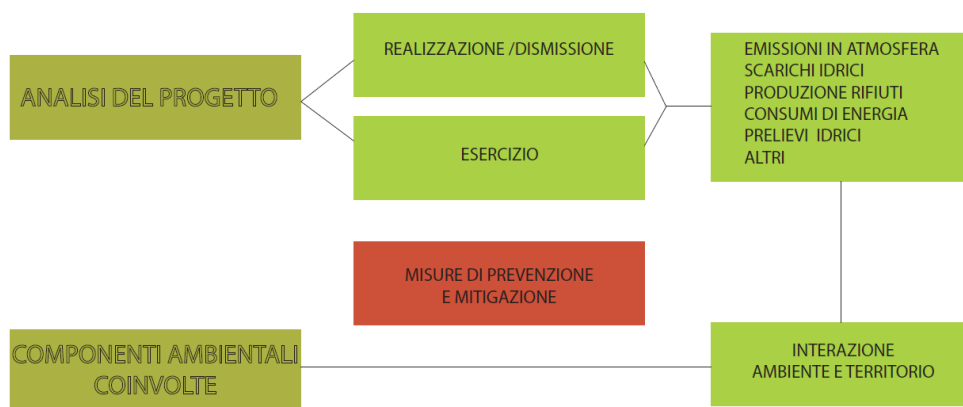 ANALISI DEL PROGETTO
REALIZZAZIONE /DISMISSIONE
ESERCIZIO
EMISSIONI IN ATMOSFERA
SCARICHI IDRICI
PRODUZIONE RIFIUTI
CONSUMI DI ENERGIA
PRELIEVI IDRICI
ALTRI
MISURE DI PREVENZIONE
E MITIGAZIONE
COMPONENTI AMBIENTALI
COINVOLTE
INTERAZIONE
AMBIENTE E TERRITORIO